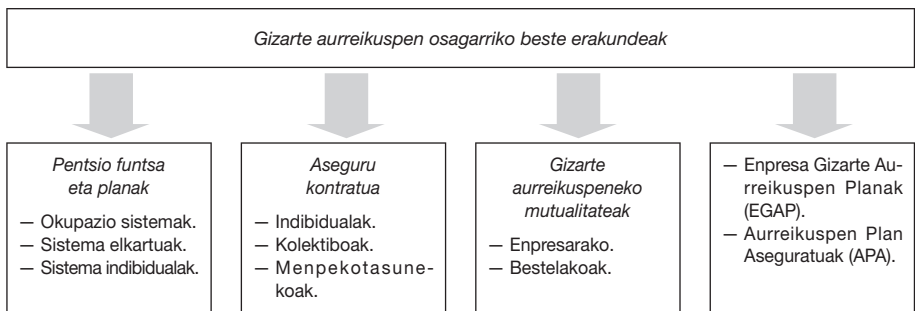 Gizarte aurreikuspen osagarriko beste erakundeak
Pentsio funtsa
eta planak
— Okupazio sistemak.
— Sistema elkartuak.
— Sistema indibidualak.
Aseguru
kontratua
— Indibidualak.
— Kolektiboak.
— Menpekotasune-
koak.
Gizarte
aurreikuspeneko
mutualitateak
— Enpresarako.
— Bestelakoak.
— Enpresa Gizarte Au-
rreikuspen Planak
(EGAP).
— Aurreikuspen Plan
Aseguratuak (APA).